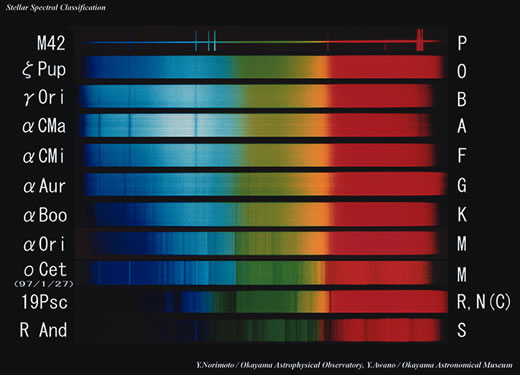 Stellar Spectral Classification
M42 P
ζ Pup O
γ Ori B
α CMa A
α CMi F
α Aur G
α Boo K
α Ori M
ο Cet M
(97/1/27)
19Psc R, N(C)
R And S
Y.Norimoto / Okayama Astrophysical Observatory, Y.Awano / Okayama Astronomical Museum